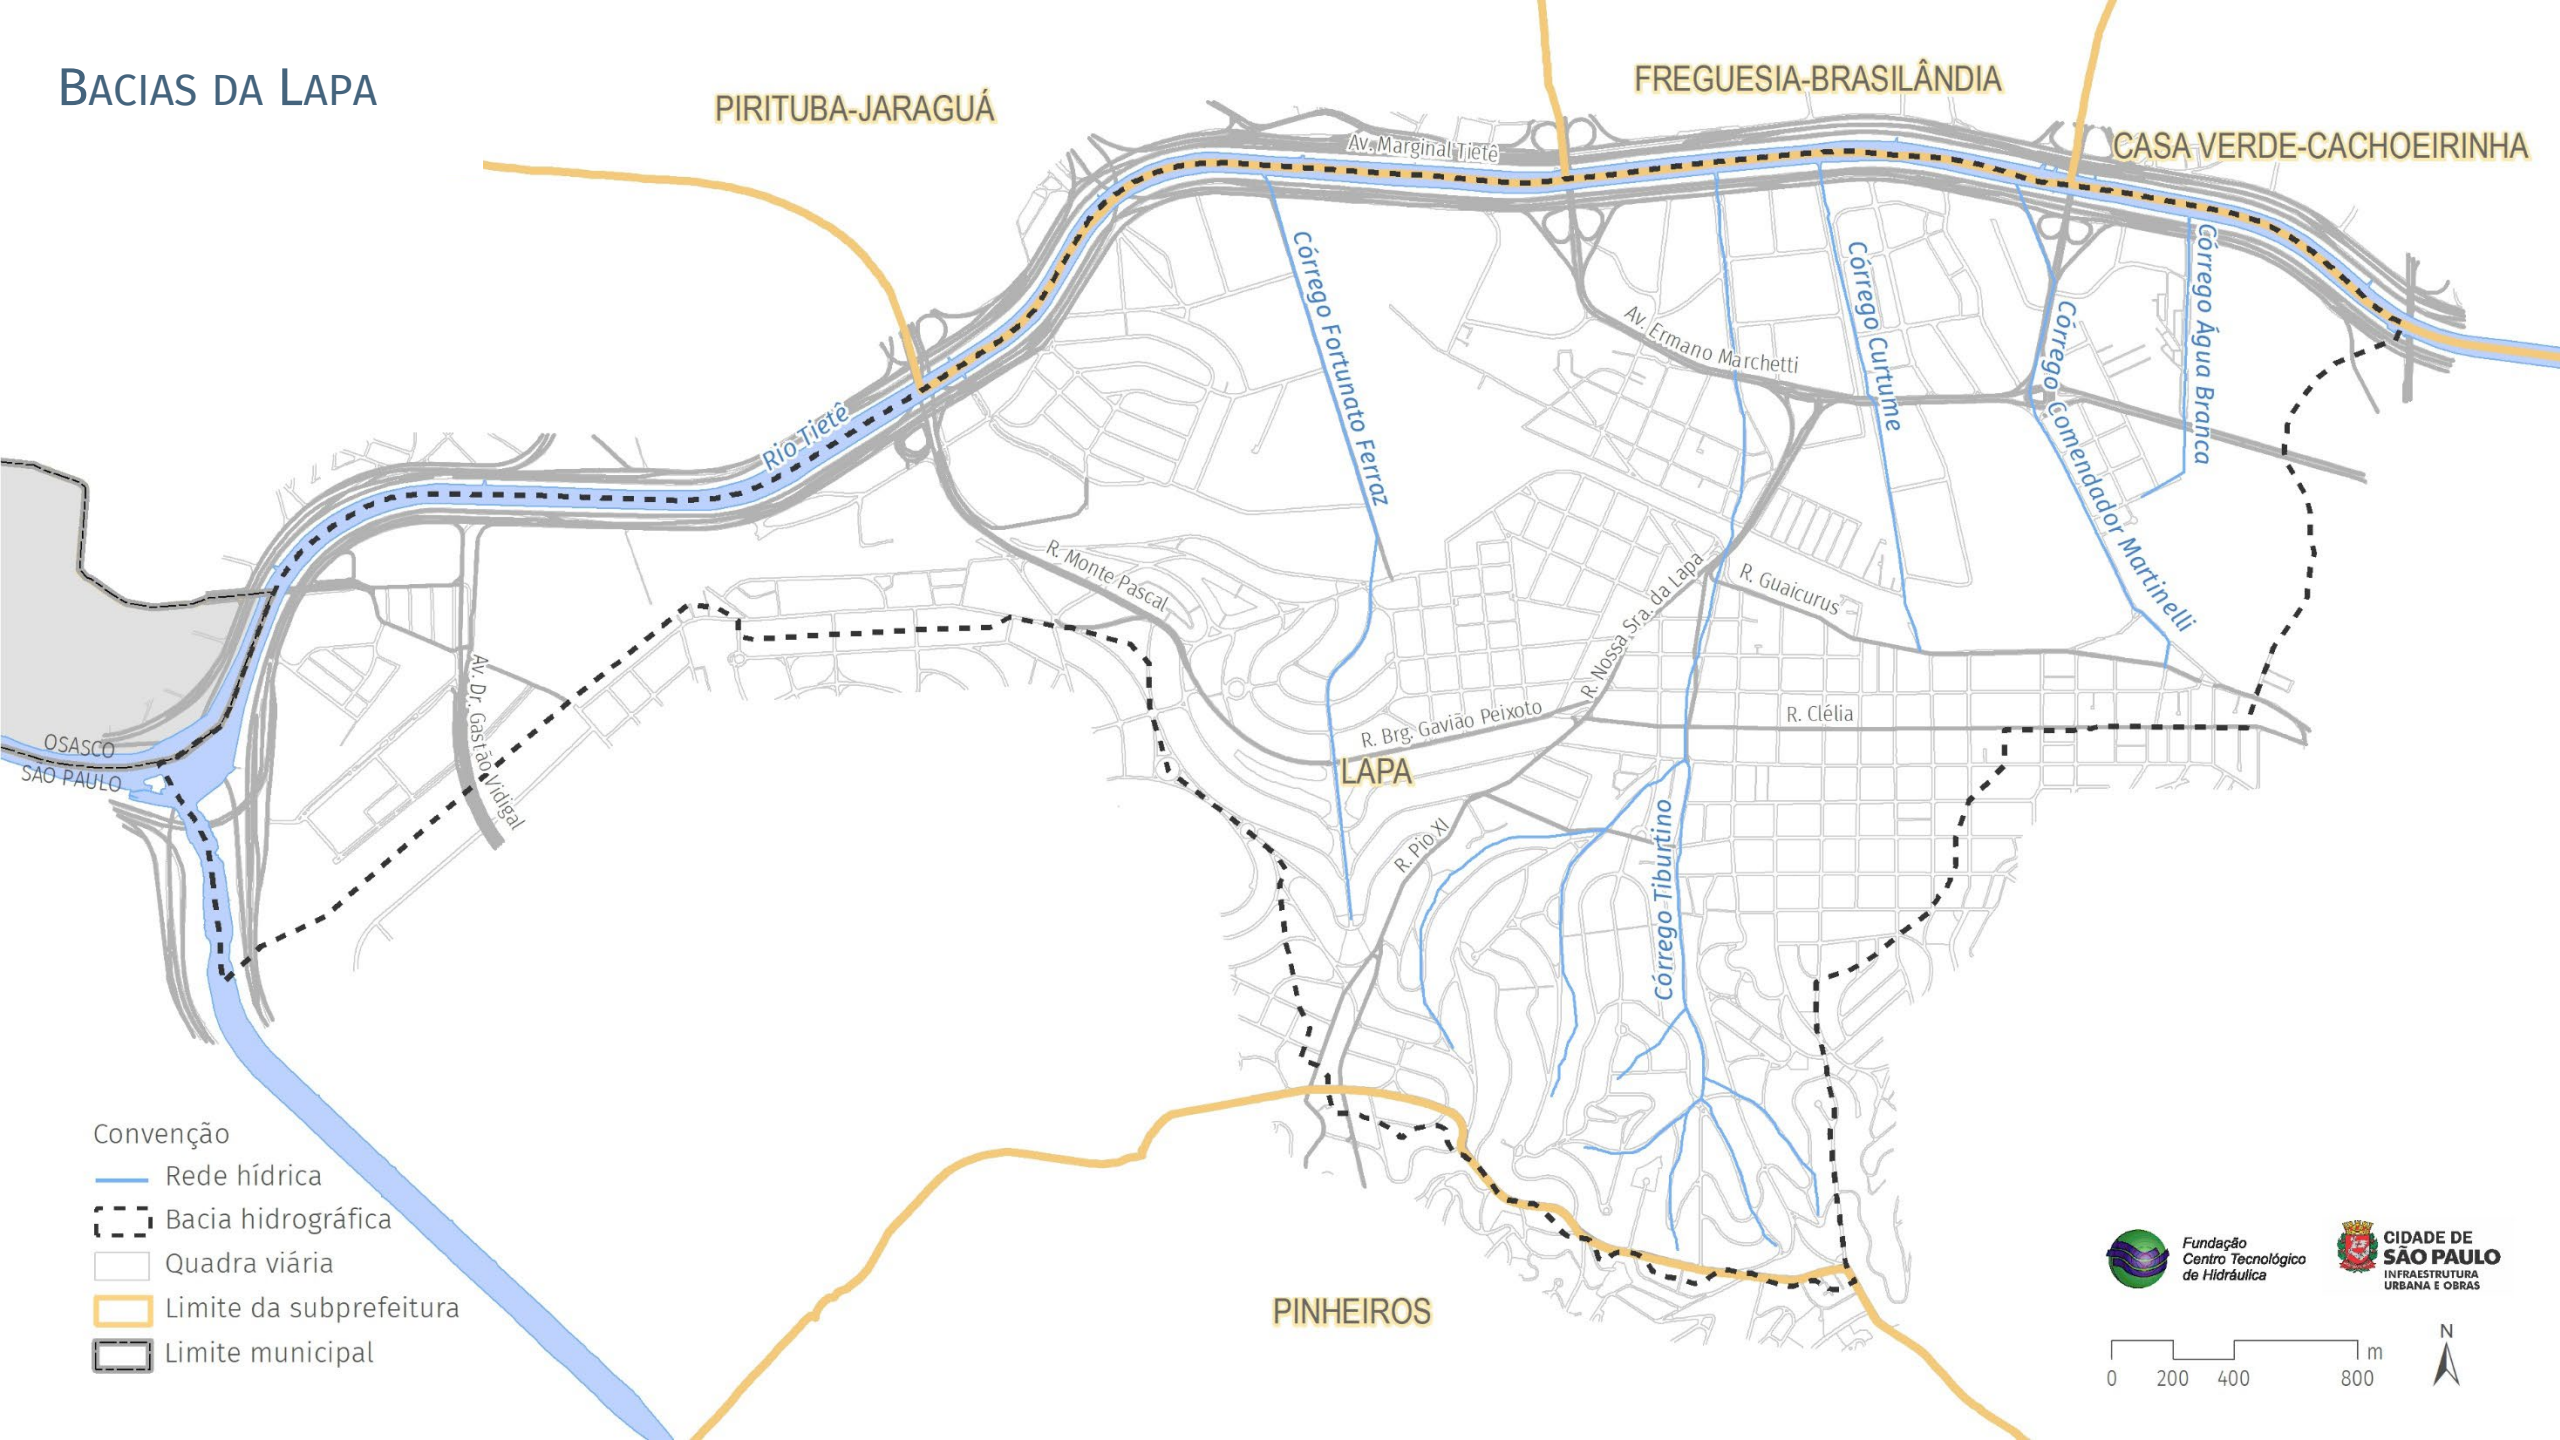 BACIAS DA LAPA
PIRITUBA-JARAGUÁ
FREGUESIA-BRASILÂNDIA
CASA VERDE-CACHOEIRINHA
Av. Marginal Tietê
Rio Tietê
Córrego Fortunato Ferraz
Av. Ermano Marchetti
Córrego Curtume
Córrego Comendador Martinelli
Córrego Água Branca
R. Monte Pascal
R. Nossa Sra. da Lapa
R. Guaicurus
R. Brg. Gavião Peixoto
R. Clélia
LAPA
R. Pio XI
Córrego Tiburtino
Av. Dr. Gastão Vidigal
OSASCO
SAO PAULO
PINHEIROS
Convenção
Rede hídrica
Bacia hidrográfica
Quadra viária
Limite da subprefeitura
Limite municipal
Fundação
Centro Tecnológico
de Hidráulica
CIDADE DE
SÃO PAULO
INFRAESTRUTURA
URBANA E OBRAS
N
m
0 200 400 800